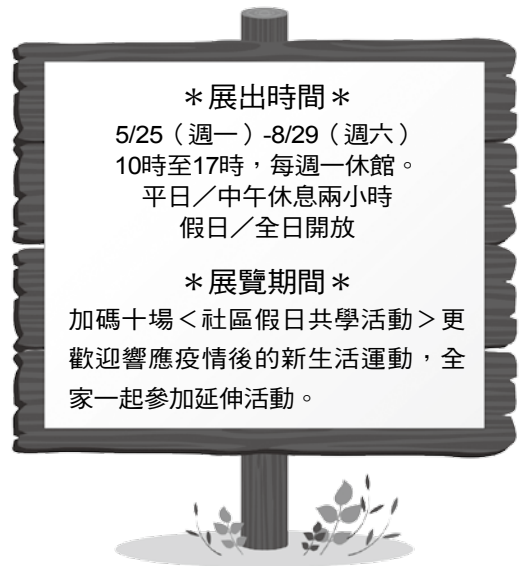 ＊展出時間＊
5/25（週一）-8/29（週六）
10時至17時，每週一休館。
平日／中午休息兩小時
假日／全日開放
＊展覽期間＊
加碼十場＜社區假日共學活動＞更
歡迎響應疫情後的新生活運動，全
家一起參加延伸活動。